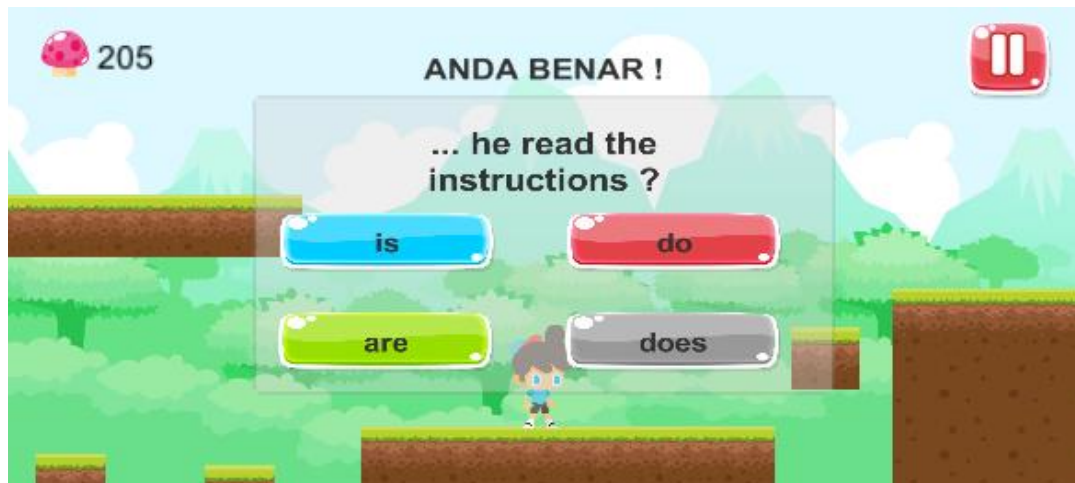 205
ANDA BENAR !
... he read the
instructions ?
is
do
are
does